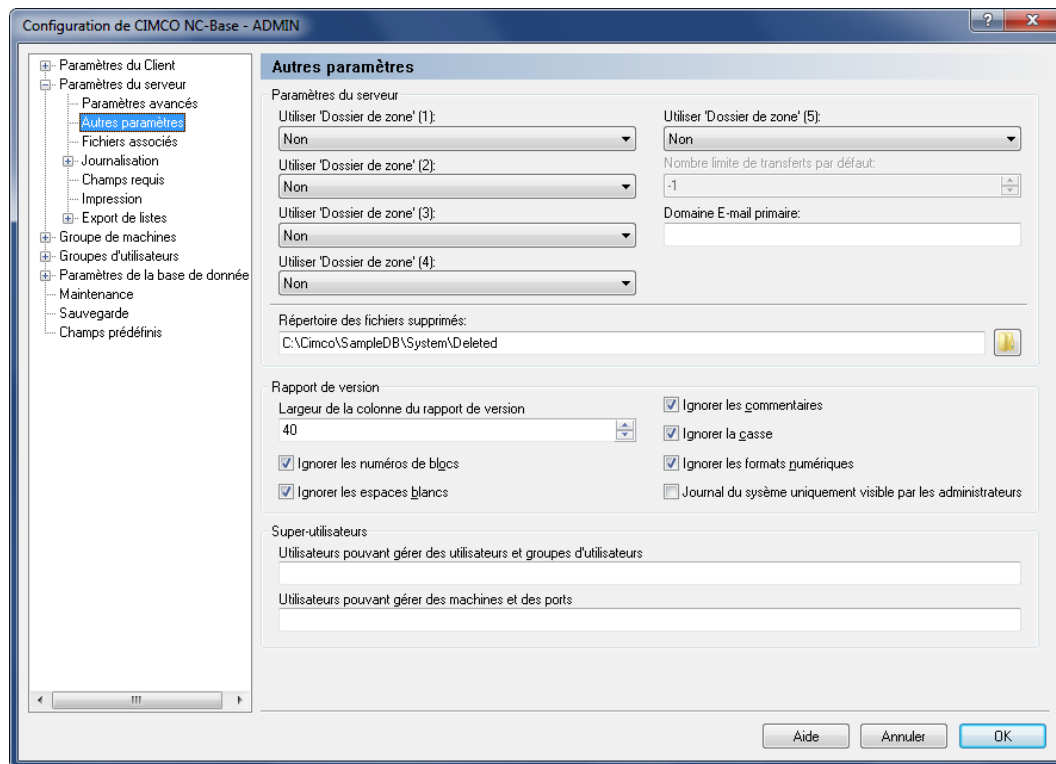 Configuration de CIMCO NC-Base - ADMIN
Paramètres du Client
Paramètres du serveur
Paramètres avancés
Autres paramètres
Fichiers associés
Journalisation
Champs requis
Impression
Export de listes
Groupe de machines
Groupes d'utilisateurs
Paramètres de la base de donnée
Maintenance
Sauvegarde
Champs prédéfinis
Autres paramètres
Paramètres du serveur
Utiliser 'Dossier de zone' (1):
Non
Utiliser 'Dossier de zone' (2):
Non
Utiliser 'Dossier de zone' (3):
Non
Utiliser 'Dossier de zone' (4):
Non
Utiliser 'Dossier de zone' (5):
Non
Nombre limite de transferts par défaut:
-1
Domaine E-mail primaire:
Répertoire des fichiers supprimés:
C:\Cimco\SampleDB\System\Deleted
Rapport de version
Largeur de la colonne du rapport de version
40
Ignorer les numéros de blocs
Ignorer les espaces blancs
Ignorer les commentaires
Ignorer la casse
Ignorer les formats numériques
Journal du sysème uniquement visible par les administrateurs
Super-utilisateurs
Utilisateurs pouvant gérer des utilisateurs et groupes d'utilisateurs
Utilisateurs pouvant gérer des machines et des ports
Aide
Annuler
OK